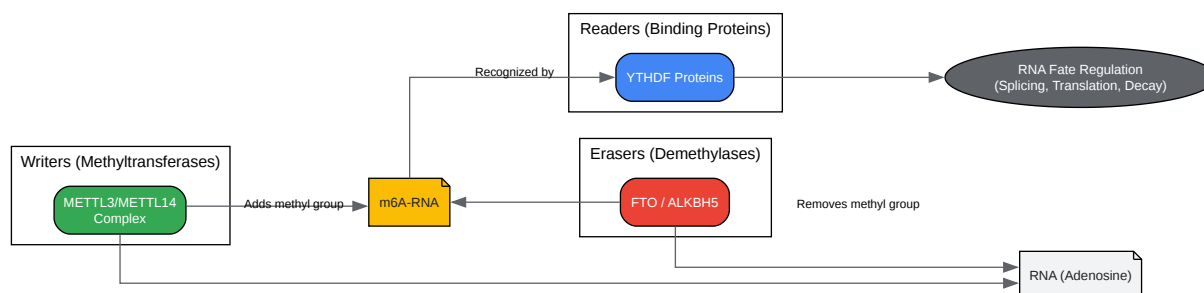 Readers (Binding Proteins)
Recognized by
YTHDF Proteins
RNA Fate Regulation
(Splicing, Translation, Decay)
Writers (Methyltransferases)
METTL3/METTL14
Complex
Adds methyl group
m6A-RNA
Erasers (Demethylases)
FTO / ALKBH5
Removes methyl group
RNA (Adenosine)